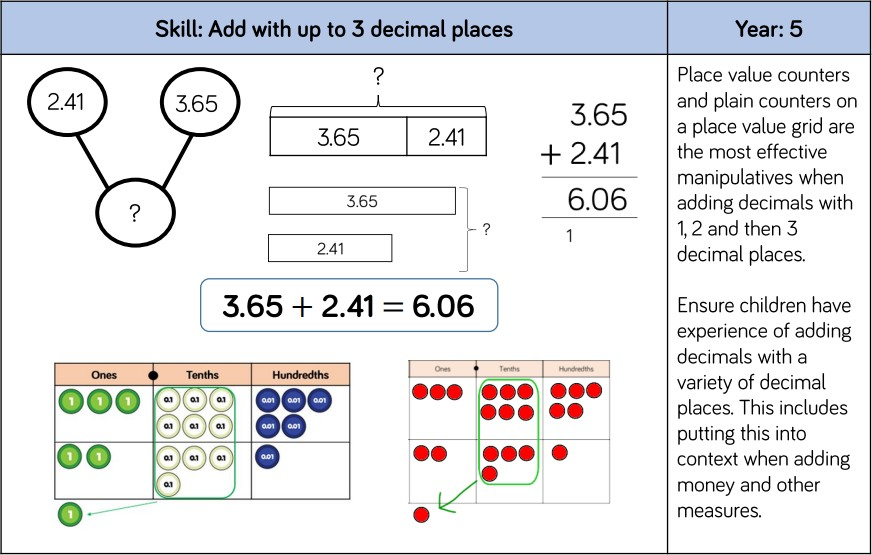 Skill: Add with up to 3 decimal places
Year: 5
2.41
3.65
?
?
3.65
2.41
3.65
2.41
?
3.65
+ 2.41
6.06
1
3.65 + 2.41 = 6.06
Ones Tenths Hundredths
1 1 1 0.1 0.1 0.1 0.01 0.01 0.01
0.1 0.1 0.1 0.01 0.01
1 1 0.1 0.1 0.1 0.01
0.1
1
Ones Tenths Hundredths
Place value counters
and plain counters on
a place value grid are
the most effective
manipulatives when
adding decimals with
1, 2 and then 3
decimal places.
Ensure children have
experience of adding
decimals with a
variety of decimal
places. This includes
putting this into
context when adding
money and other
measures.